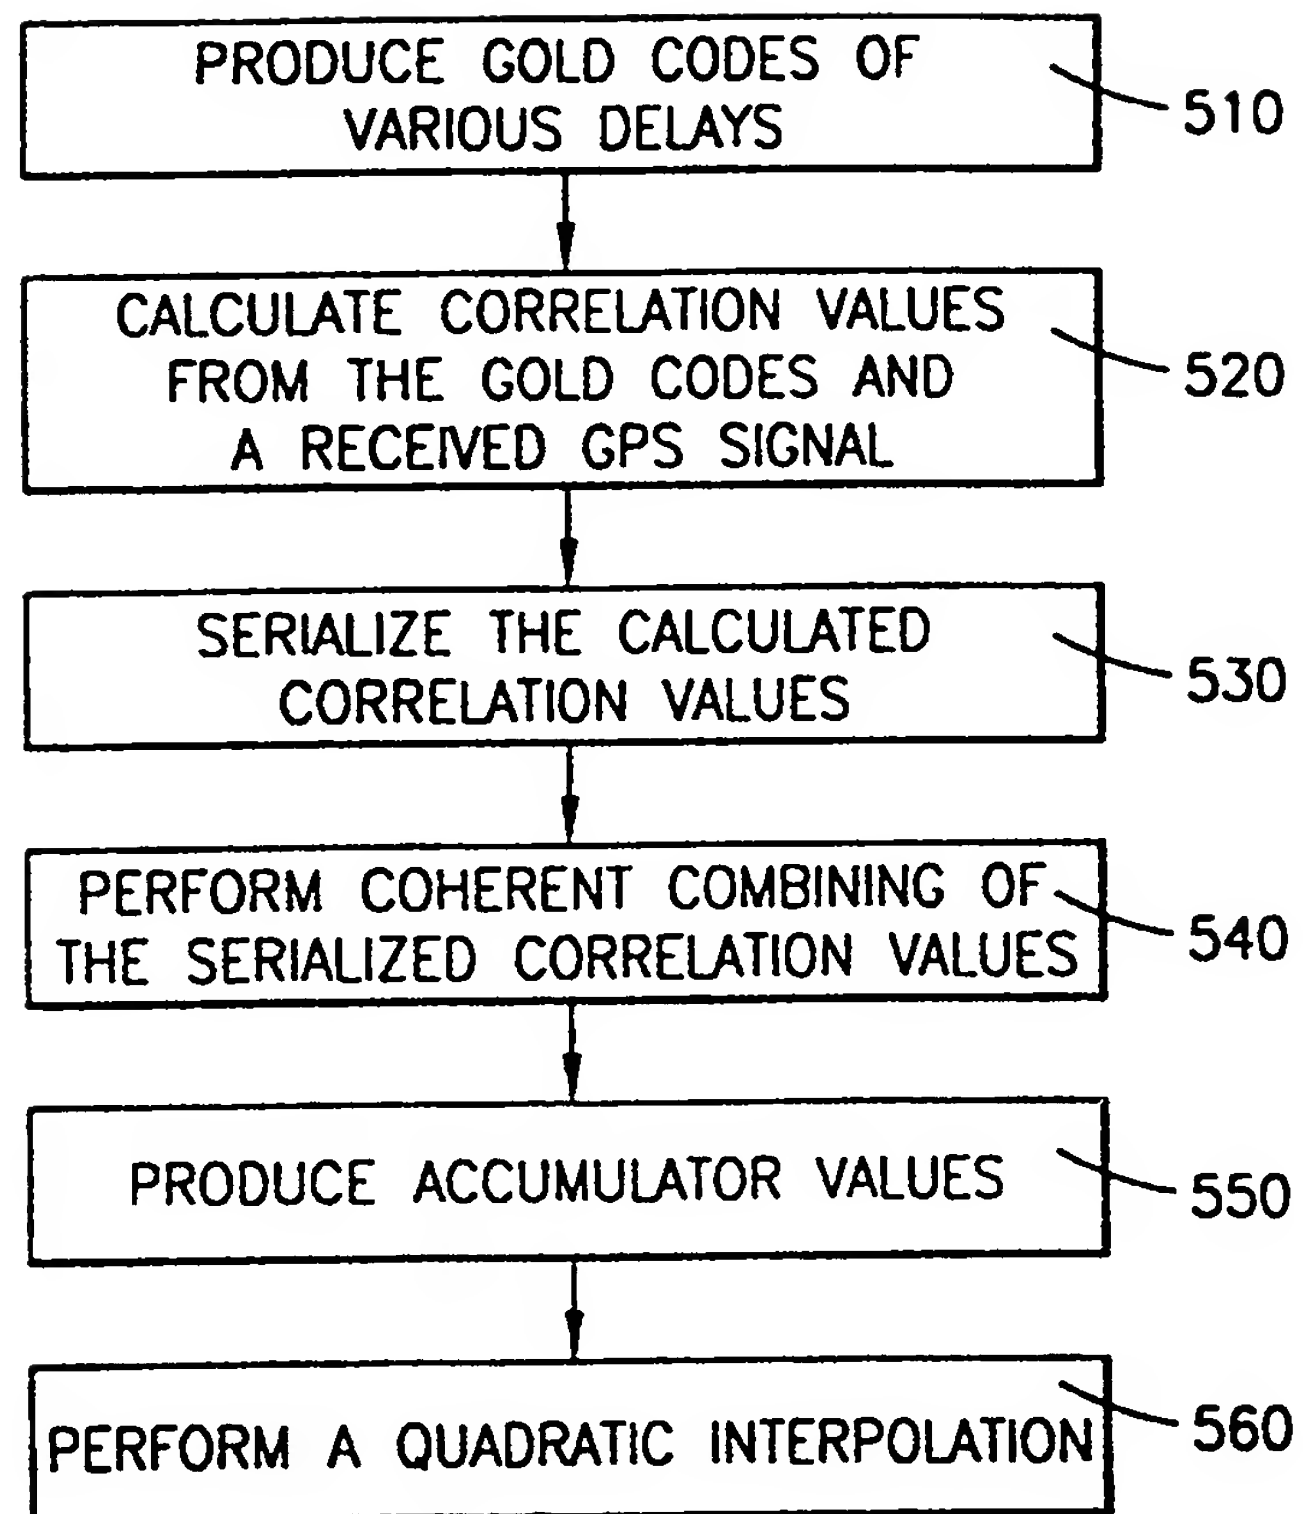 PRODUCE GOLD CODES OF
VARIOUS DELAYS
510
CALCULATE CORRELATION VALUES
FROM THE GOLD CODES AND
A RECEIVED GPS SIGNAL
520
SERIALIZE THE CALCULATED
CORRELATION VALUES
530
PERFORM COHERENT COMBINING OF
THE SERIALIZED CORRELATION VALUES
540
PRODUCE ACCUMULATOR VALUES
550
PERFORM A QUADRATIC INTERPOLATION
560